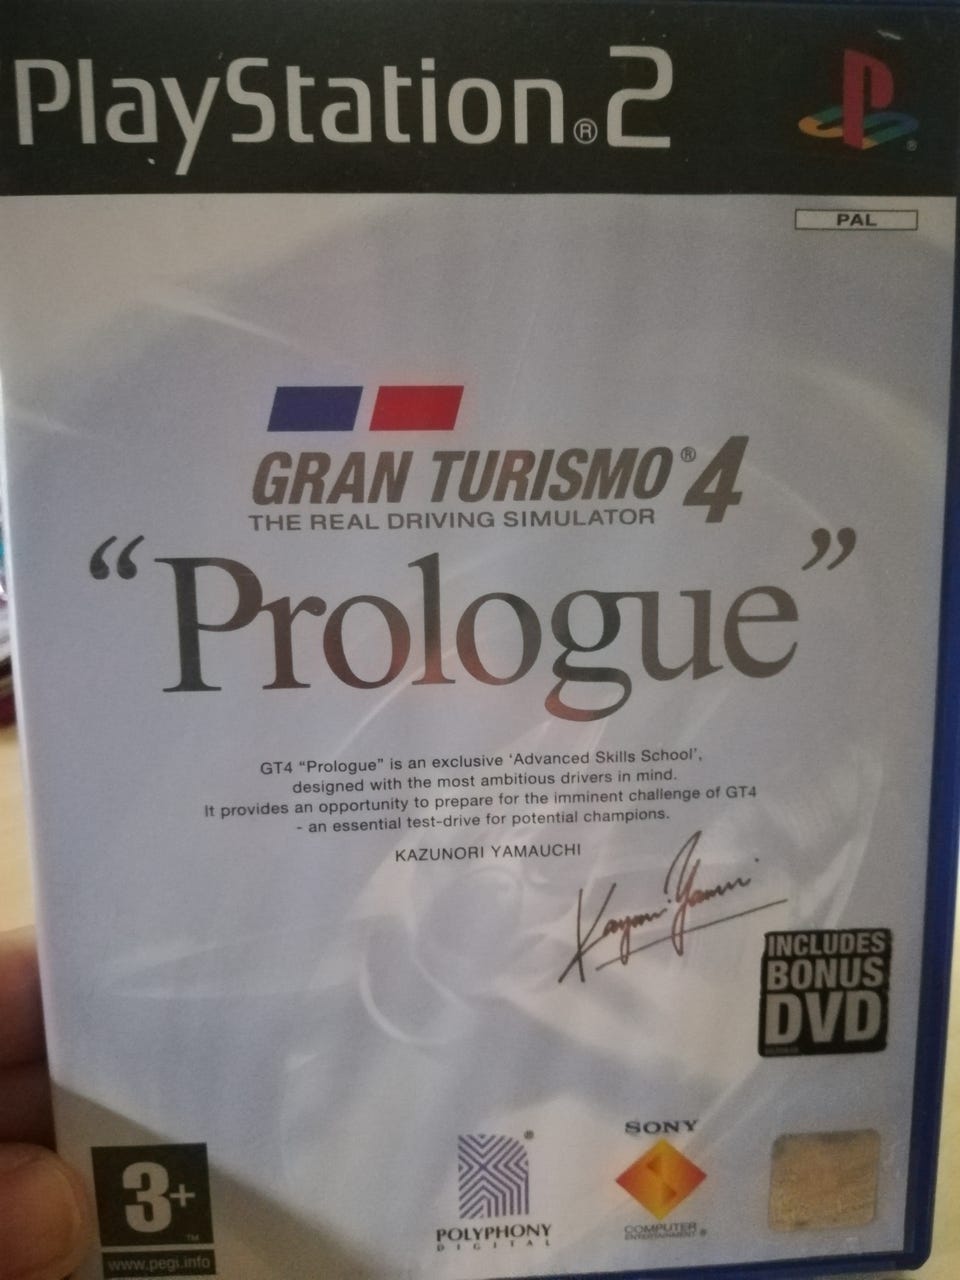 PlayStation®2
PAL
GRAN TURISMO®4
THE REAL DRIVING SIMULATOR
“Prologue”
GT4 “Prologue” is an exclusive ‘Advanced Skills School’,
designed with the most ambitious drivers in mind.
It provides an opportunity to prepare for the imminent challenge of GT4
- an essential test-drive for potential champions.
KAZUNORI YAMAUCHI
INCLUDES
BONUS
DVD
3+
™
www.pegi.info
®
POLYPHONY
DIGITAL
SONY
COMPUTER
ENTERTAINMENT®